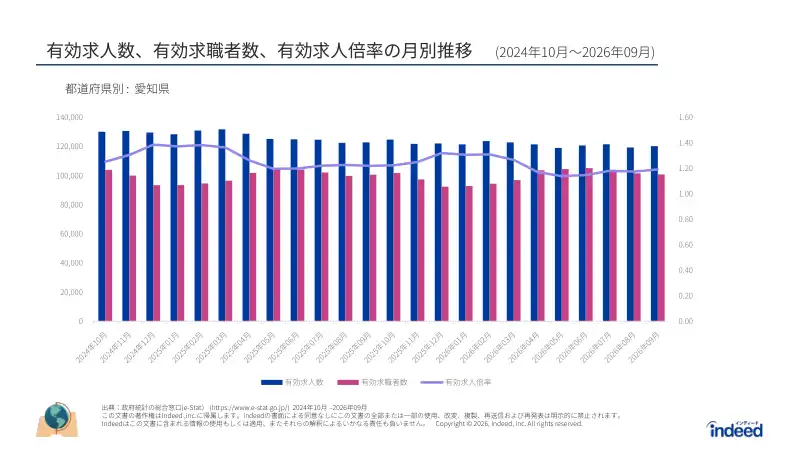 有効求人数、有効求職者数、有効求人倍率の月別推移 (2024年10月～2026年09月)
都道府県別 : 愛知県
140,000
120,000
100,000
80,000
60,000
40,000
20,000
0
1.60
1.40
1.20
1.00
0.80
0.60
0.40
0.20
0.00
2024年10月
2024年11月
2024年12月
2025年01月
2025年02月
2025年03月
2025年04月
2025年05月
2025年06月
2025年07月
2025年08月
2025年09月
2025年10月
2025年11月
2025年12月
2026年01月
2026年02月
2026年03月
2026年04月
2026年05月
2026年06月
2026年07月
2026年08月
2026年09月
有効求人数 有効求職者数 有効求人倍率
出典：政府統計の総合窓口(e-Stat) (https://www.e-stat.go.jp/) 2024年10月 –2026年09月
この文書の著作権はIndeed ,inc.に帰属します。Indeedの書面による同意なしにこの文書の全部または一部の使用、改変、複製、再送信および再発表は明示的に禁止されます。
Indeedはこの文書に含まれる情報の使用もしくは適用、またそれらの解釈によるいかなる責任も負いません。 Copyright © 2026, Indeed, Inc. All rights reserved.
インディード
indeed